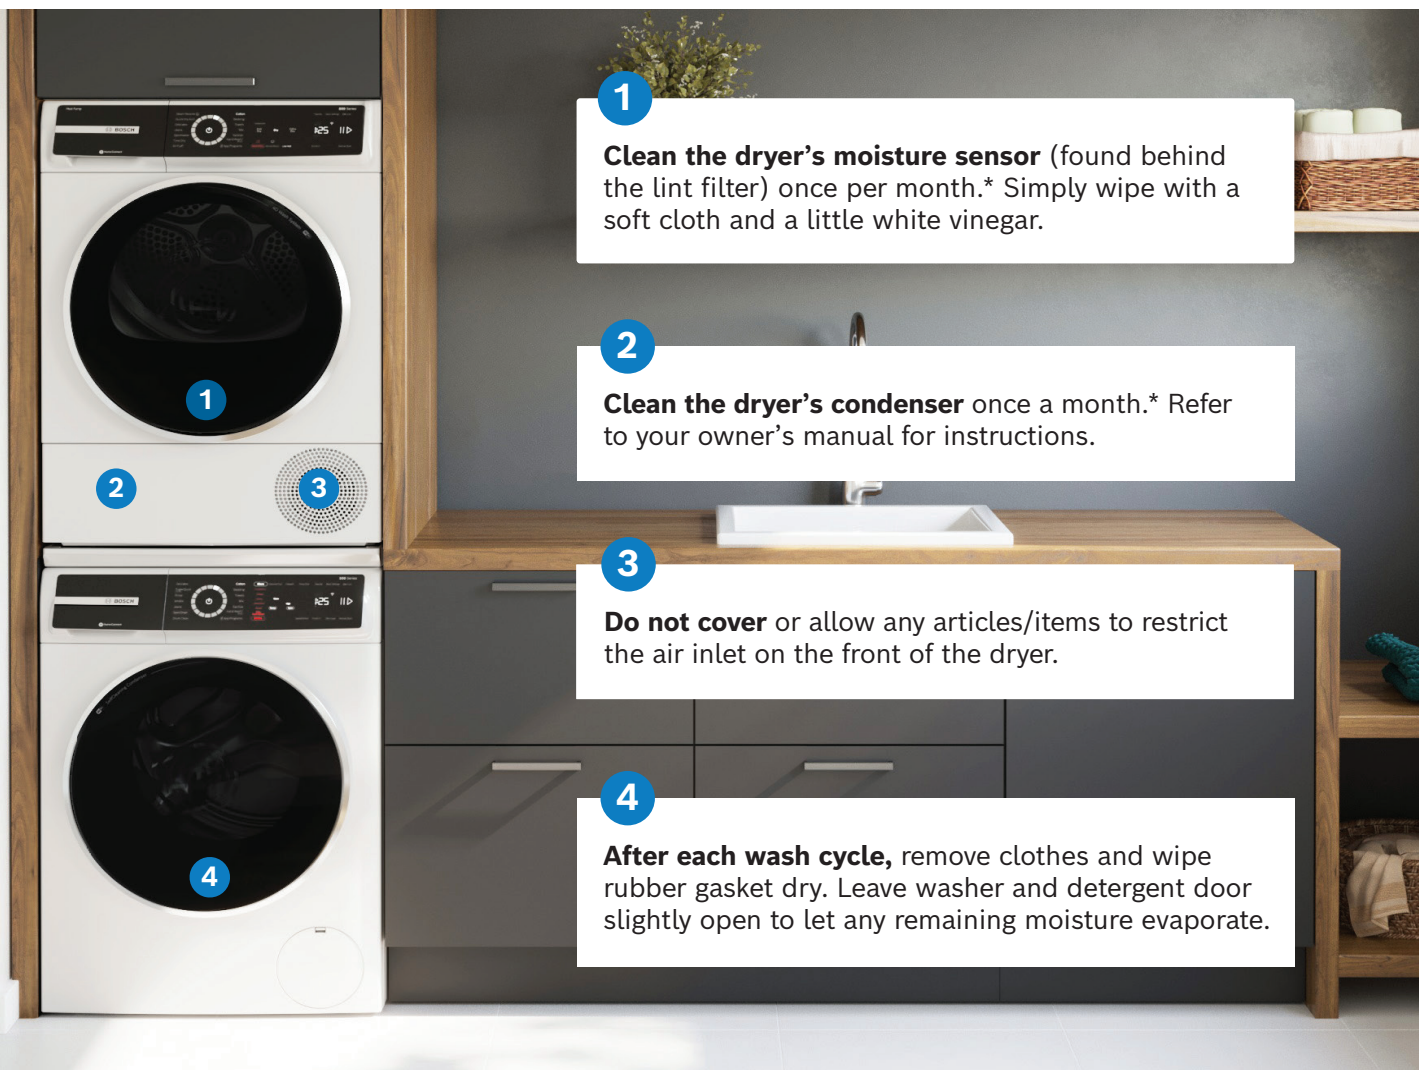 BOSCH
25
1
2
3
BOSCH
25
4
1
Clean the dryer's moisture sensor (found behind
the lint filter) once per month.* Simply wipe with a
soft cloth and a little white vinegar.
2
Clean the dryer's condenser once a month.* Refer
to your owner's manual for instructions.
3
Do not cover or allow any articles/items to restrict
the air inlet on the front of the dryer.
4
After each wash cycle, remove clothes and wipe
rubber gasket dry. Leave washer and detergent door
slightly open to let any remaining moisture evaporate.